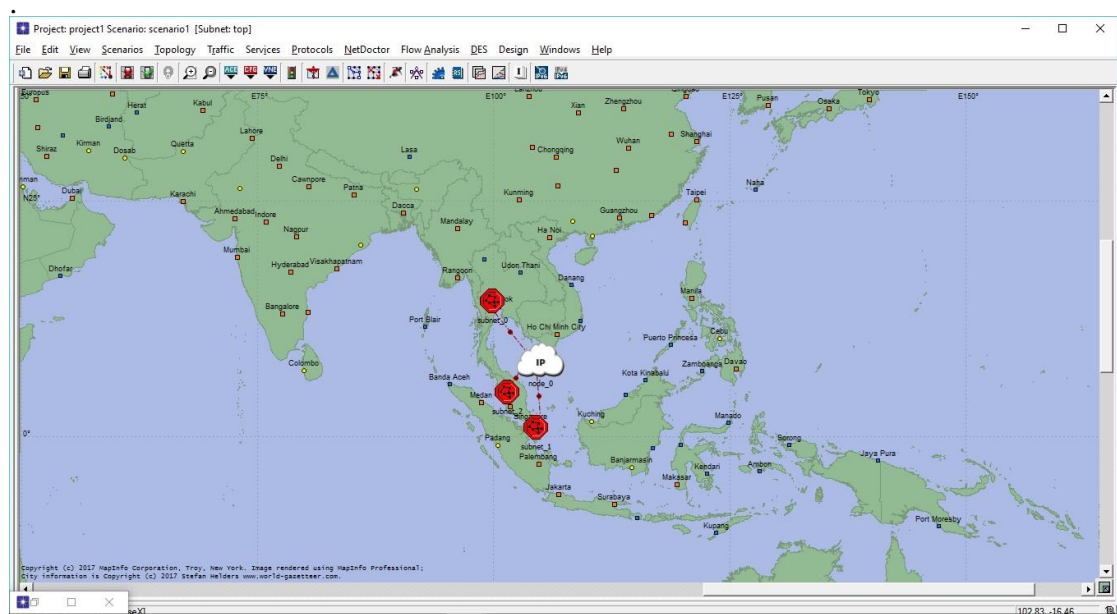 Project: project1 Scenario: scenario1 [Subnet: top]
File Edit View Scenarios Topology Traffic Services Protocols NetDoctor Flow Analysis DES Design Windows Help
E75°
E100°
E125°
E150°
Herat
Kabul
Xian
Zhengzhou
Pusan
Osaka
Tokyo
Birdjand
Lahore
Shanghai
Shiraz
Kirman
Dosab
Quetta
Wuhan
Delhi
Lasa
Chongqing
Cawnpore
Patna
Kunming
Taipei
Naha
N25°
Dubai
Karachi
Dacca
Guangzhou
Ahmedabad
Indore
Mandalay
Nagpur
Ha Noi
Mumbai
Hyderabad
Visakhapatnam
Rangoon
Udon Thani
Danang
Dhofar
Manila
Bangalore
subnet_0
Port Blair
Ho Chi Minh City
Puerto Princesa
Cebu
IP
Colombo
Zamboanga
Davao
Banda Aceh
node_0
Kota Kinabalu
Medan
subnet_2
Kuching
Manado
0°
Padang
subnet_1
Sorong
Palembang
Banjarmasin
Kendari
Ambon
Jaya Pura
Makasar
Jakarta
Surabaya
Kupang
Port Moresby
Copyright (c) 2017 MapInfo Corporation, Troy, New York. Image rendered using MapInfo Professional;
City information is Copyright (c) 2017 Stefan Helders www.world-gazetteer.com.
102.83, -16.46